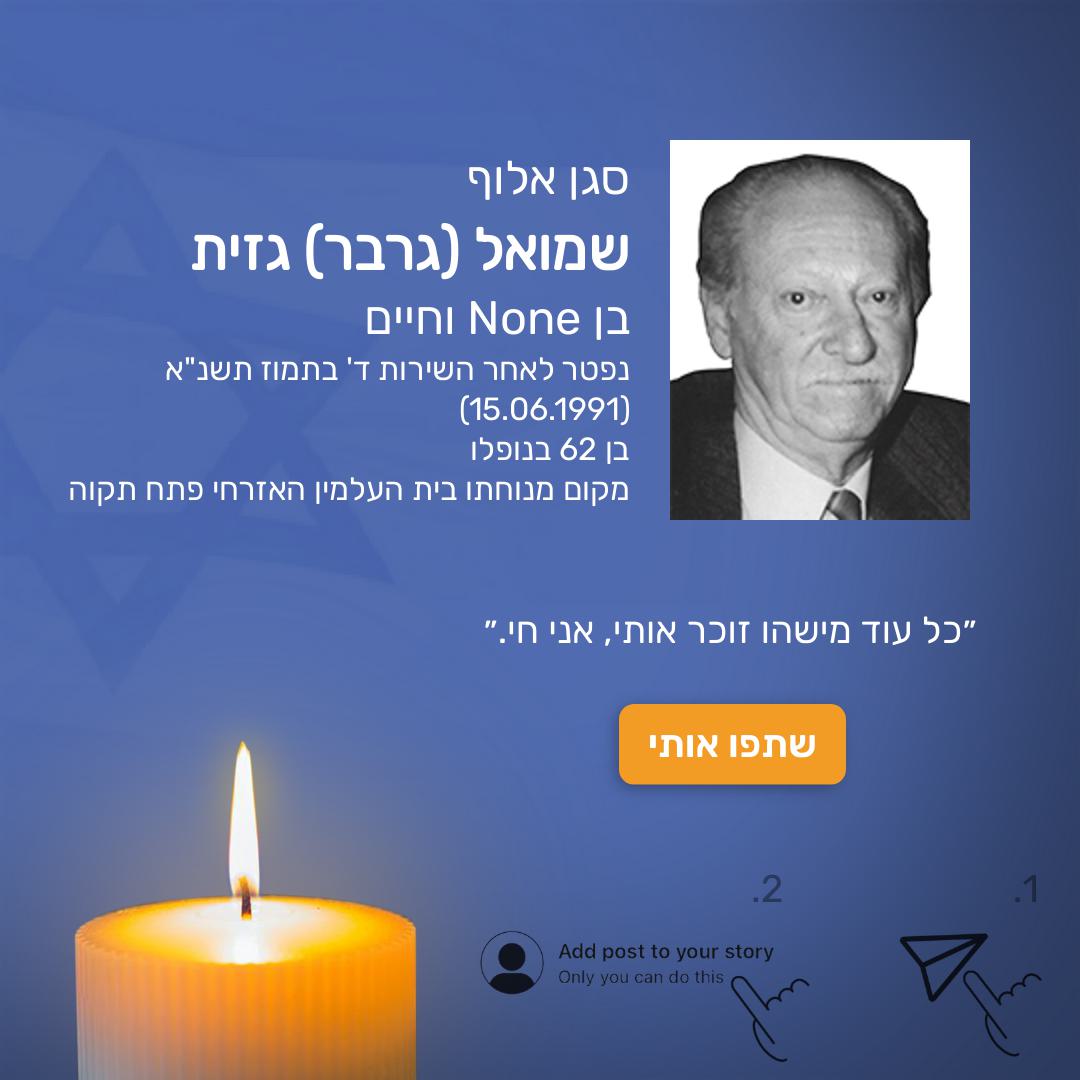 סגן אלוף
שמואל (גרבר) גזית
בן None וחיים
נפטר לאחר השירות ד' בתמוז תשנ"א
(15.06.1991)
בן 62 בנופלו
מקום מנוחתו בית העלמין האזרחי פתח תקוה
״כל עוד מישהו זוכר אותי, אני חי.״
שתפו אותי
1.
2.
Add post to your story
Only you can do this